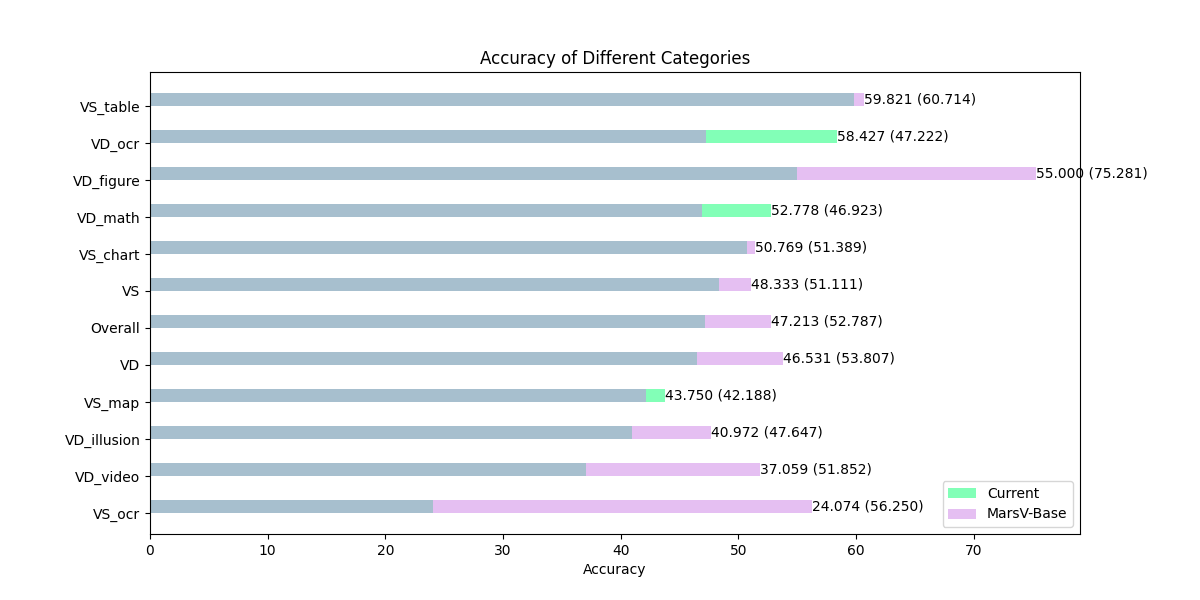 Accuracy of Different Categories
VS_table 59.821 (60.714)
VD_ocr 58.427 (47.222)
VD_figure 55.000 (75.281)
VD_math 52.778 (46.923)
VS_chart 50.769 (51.389)
VS 48.333 (51.111)
Overall 47.213 (52.787)
VD 46.531 (53.807)
VS_map 43.750 (42.188)
VD_illusion 40.972 (47.647)
VD_video 37.059 (51.852)
VS_ocr 24.074 (56.250)
Current
MarsV-Base
0 10 20 30 40 50 60 70
Accuracy